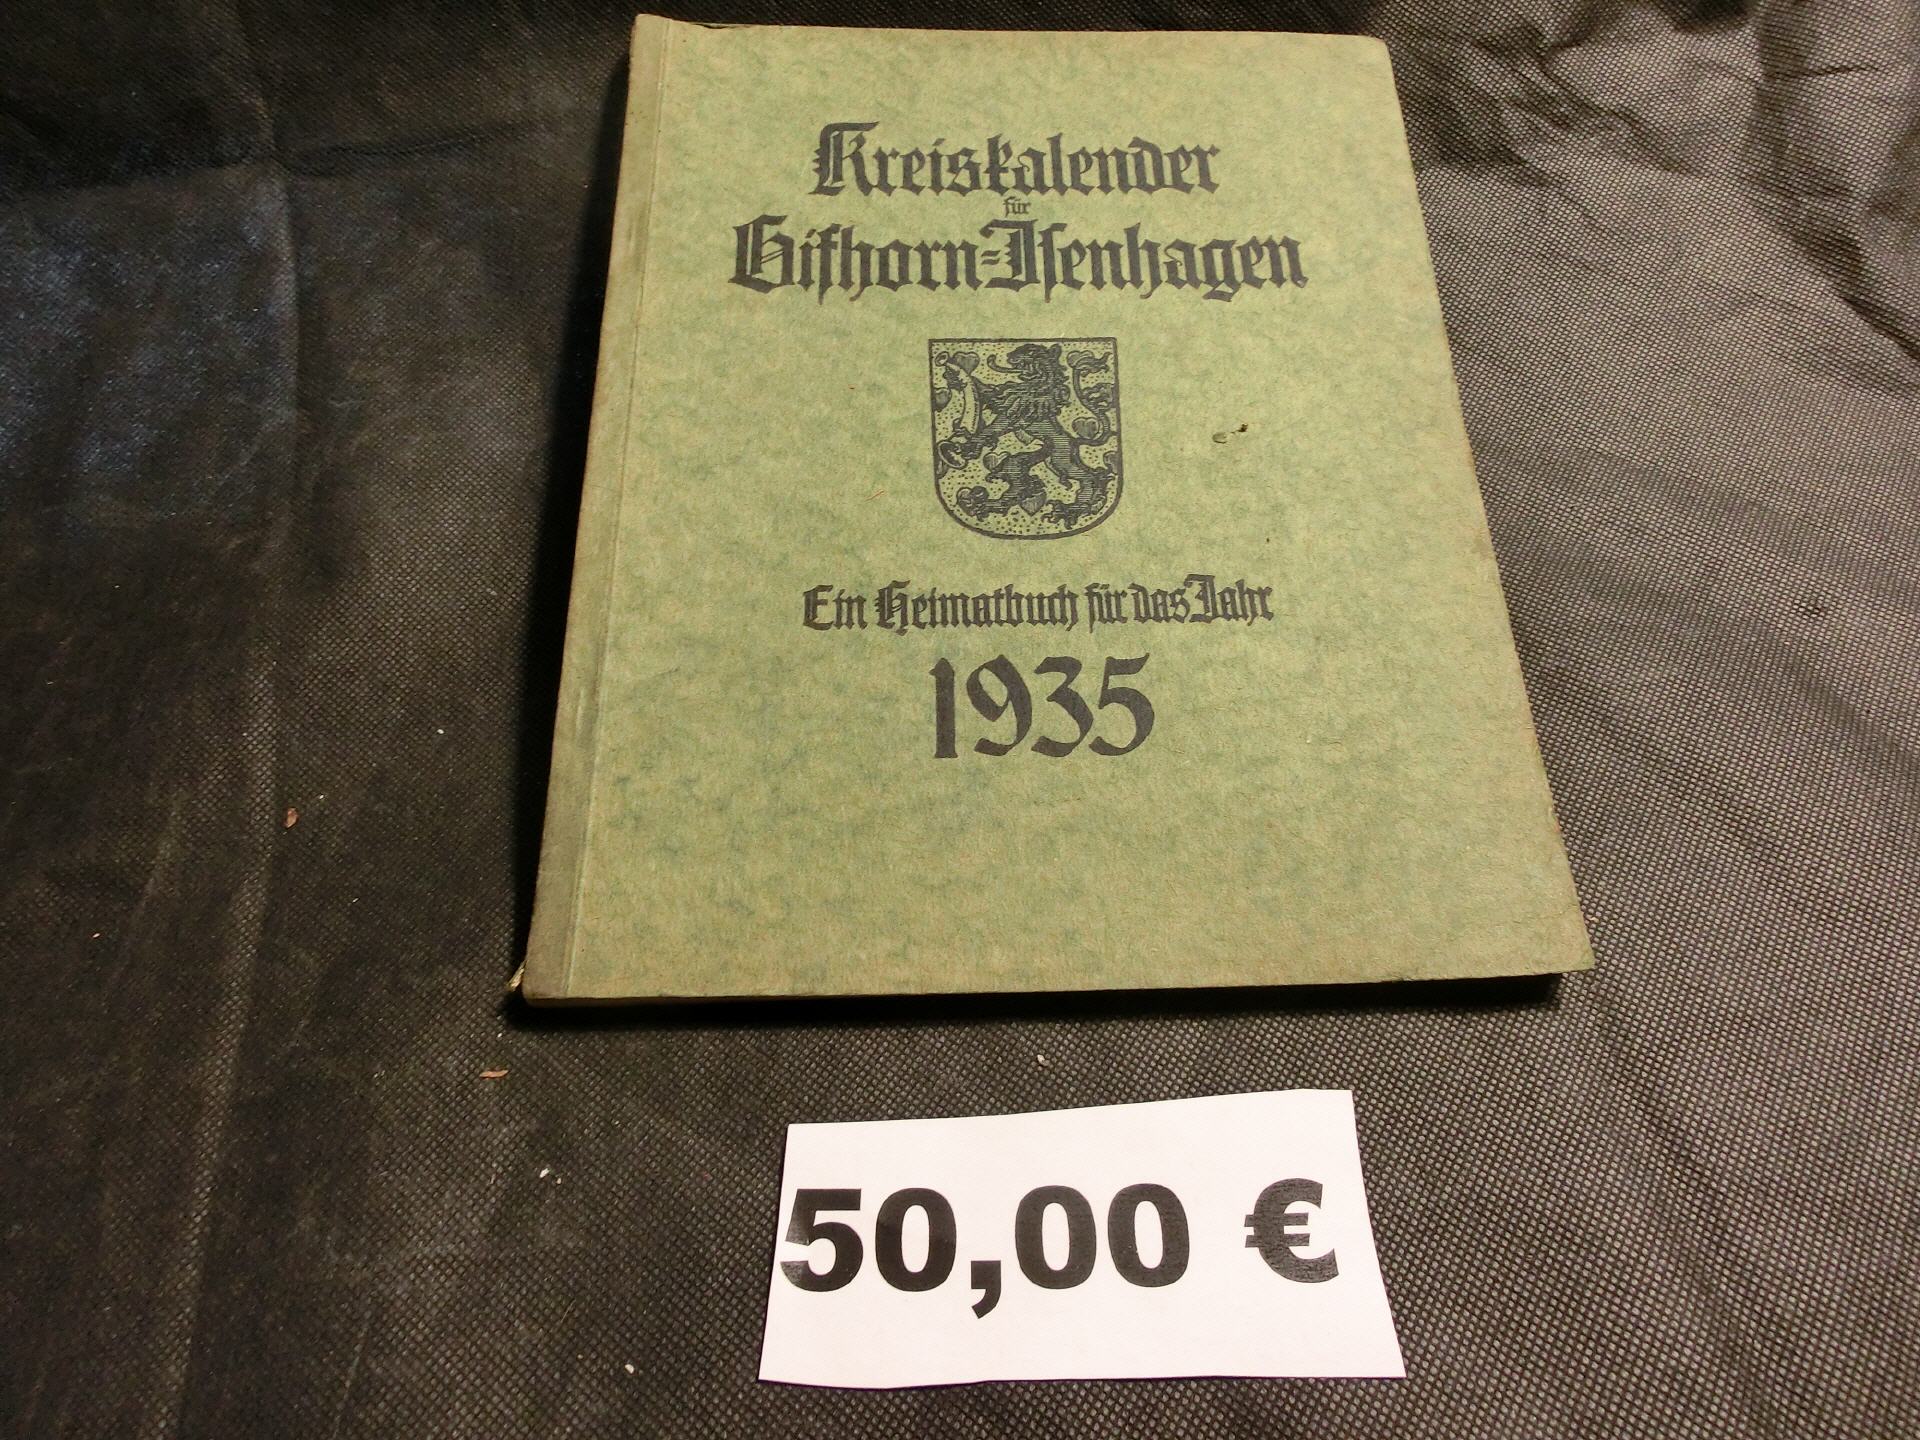 Kreiskalender
für
Gifhorn=Isenhagen
Ein Heimatbuch für das Jahr
1935
50,00 €